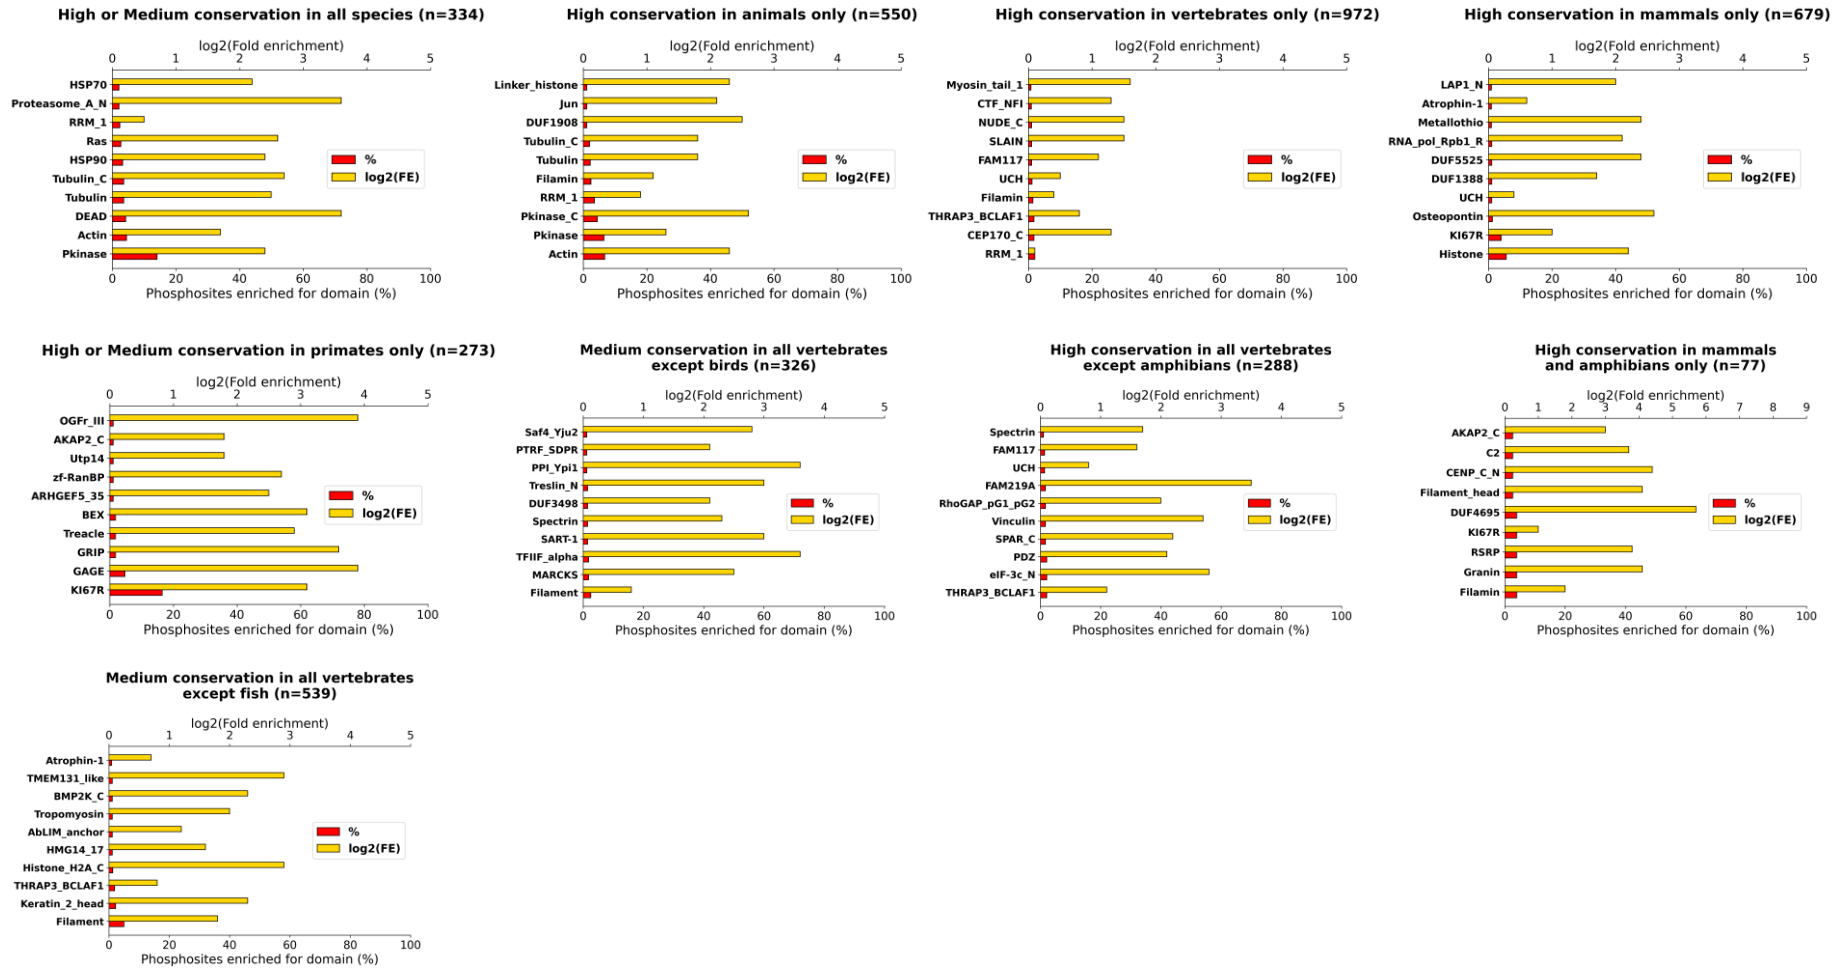 High or Medium conservation in all species (n=334)
log2(Fold enrichment)
0 1 2 3 4 5
HSP70
Proteasome_A_N
RRM_1
Ras
HSP90
Tubulin_C
Tubulin
DEAD
Actin
Pkinase
%
log2(FE)
0 20 40 60 80 100
Phosphosites enriched for domain (%)
High conservation in animals only (n=550)
log2(Fold enrichment)
0 1 2 3 4 5
Linker_histone
Jun
DUF1908
Tubulin_C
Tubulin
Filamin
RRM_1
Pkinase_C
Pkinase
Actin
%
log2(FE)
0 20 40 60 80 100
Phosphosites enriched for domain (%)
High conservation in vertebrates only (n=972)
log2(Fold enrichment)
0 1 2 3 4 5
Myosin_tail_1
CTF_NFI
NUDE_C
SLAIN
FAM117
UCH
Filamin
THRAP3_BCLAF1
CEP170_C
RRM_1
%
log2(FE)
0 20 40 60 80 100
Phosphosites enriched for domain (%)
High conservation in mammals only (n=679)
log2(Fold enrichment)
0 1 2 3 4 5
LAP1_N
Atrophin-1
Metallothio
RNA_pol_Rpb1_R
DUF5525
DUF1388
UCH
Osteopontin
KI67R
Histone
%
log2(FE)
0 20 40 60 80 100
Phosphosites enriched for domain (%)
High or Medium conservation in primates only (n=273)
log2(Fold enrichment)
0 1 2 3 4 5
OGFr_III
AKAP2_C
Utp14
zf-RanBP
ARHGEF5_35
BEX
Treacle
GRIP
GAGE
KI67R
%
log2(FE)
0 20 40 60 80 100
Phosphosites enriched for domain (%)
Medium conservation in all vertebrates
except birds (n=326)
log2(Fold enrichment)
0 1 2 3 4 5
Saf4_Yju2
PTRF_SDPR
PPI_Ypi1
Treslin_N
DUF3498
Spectrin
SART-1
TFIIF_alpha
MARCKS
Filament
%
log2(FE)
0 20 40 60 80 100
Phosphosites enriched for domain (%)
High conservation in all vertebrates
except amphibians (n=288)
log2(Fold enrichment)
0 1 2 3 4 5
Spectrin
FAM117
UCH
FAM219A
RhoGAP_pG1_pG2
Vinculin
SPAR_C
PDZ
eIF-3c_N
THRAP3_BCLAF1
%
log2(FE)
0 20 40 60 80 100
Phosphosites enriched for domain (%)
High conservation in mammals
and amphibians only (n=77)
log2(Fold enrichment)
0 1 2 3 4 5 6 7 8 9
AKAP2_C
C2
CENP_C_N
Filament_head
DUF4695
KI67R
RSRP
Granin
Filamin
%
log2(FE)
0 20 40 60 80 100
Phosphosites enriched for domain (%)
Medium conservation in all vertebrates
except fish (n=539)
log2(Fold enrichment)
0 1 2 3 4 5
Atrophin-1
TMEM131_like
BMP2K_C
Tropomyosin
AbLIM_anchor
HMG14_17
Histone_H2A_C
THRAP3_BCLAF1
Keratin_2_head
Filament
%
log2(FE)
0 20 40 60 80 100
Phosphosites enriched for domain (%)